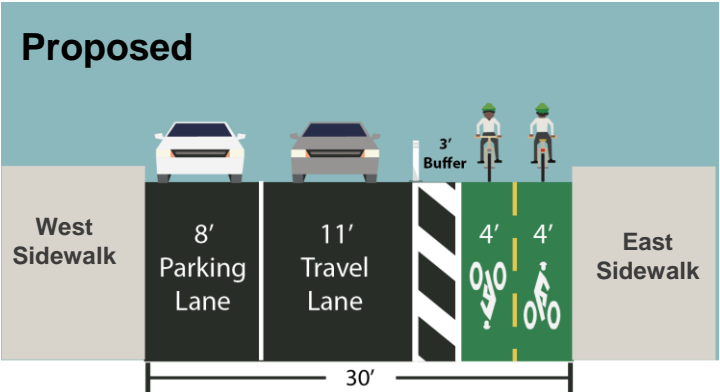 Proposed
3′
Buffer
West
Sidewalk
8′
Parking
Lane
11′
Travel
Lane
4′ 4′
East
Sidewalk
30′